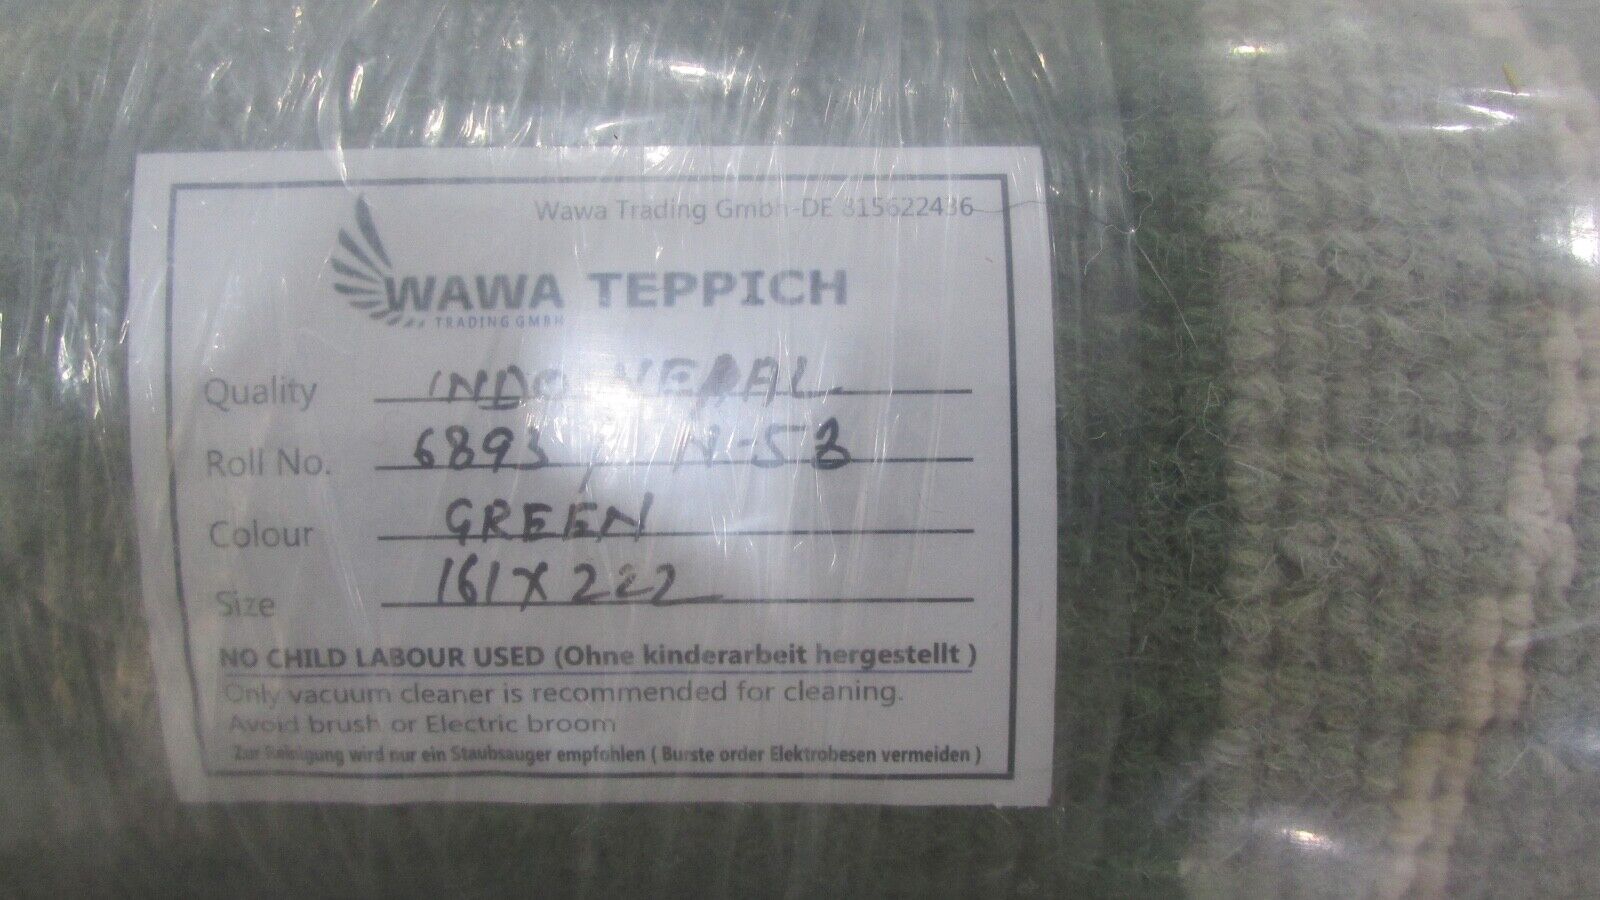 Wawa Trading Gmbh-DE 815622436
WAWA TEPPICH
TRADING GMBH
Quality INDO NEPAL
Roll No. 6893, N-53
Colour GREEN
Size 161X222
NO CHILD LABOUR USED (Ohne kinderarbeit hergestellt )
Only vacuum cleaner is recommended for cleaning.
Avoid brush or Electric broom
Zur Reinigung wird nur ein Staubsauger empfohlen ( Burste order Elektrobesen vermeiden )